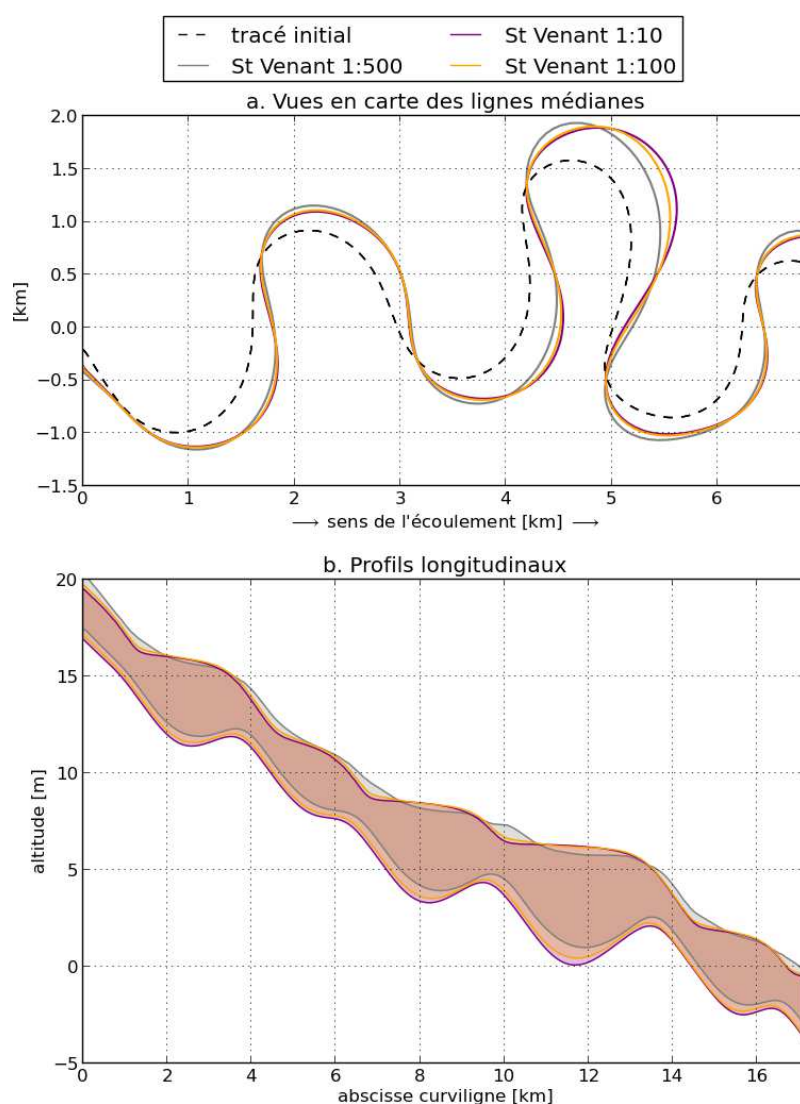 tracé initial
St Venant 1:500
St Venant 1:10
St Venant 1:100
a. Vues en carte des lignes médianes
2.0
1.5
1.0
0.5
0.0
−0.5
−1.0
−1.5
[km]
0 1 2 3 4 5 6
→ sens de l'écoulement [km] →
b. Profils longitudinaux
20
15
10
5
0
−5
altitude [m]
0 2 4 6 8 10 12 14 16
abscisse curviligne [km]